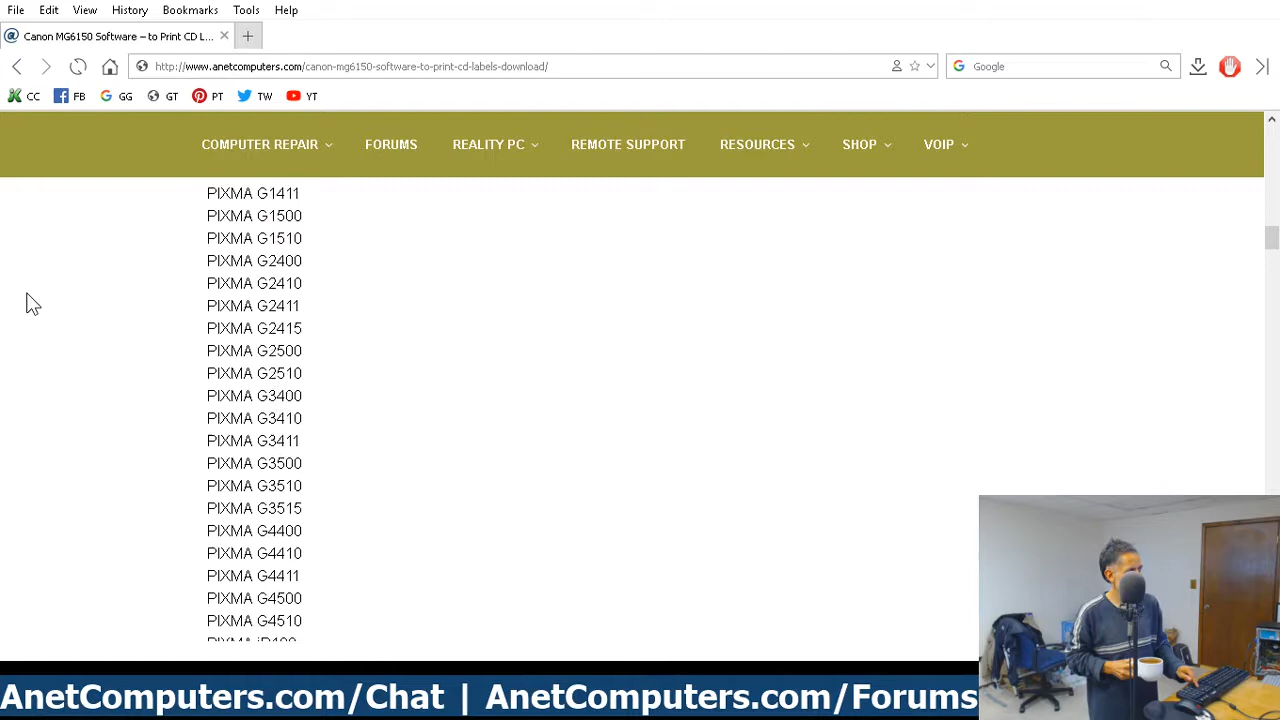 File Edit View History Bookmarks Tools Help
Canon MG6150 Software – to Print CD L...
http://www.anetcomputers.com/canon-mg6150-software-to-print-cd-labels-download/
Google
CC FB GG GT PT TW YT
COMPUTER REPAIR FORUMS REALITY PC REMOTE SUPPORT RESOURCES SHOP VOIP
PIXMA G1411
PIXMA G1500
PIXMA G1510
PIXMA G2400
PIXMA G2410
PIXMA G2411
PIXMA G2415
PIXMA G2500
PIXMA G2510
PIXMA G3400
PIXMA G3410
PIXMA G3411
PIXMA G3500
PIXMA G3510
PIXMA G3515
PIXMA G4400
PIXMA G4410
PIXMA G4411
PIXMA G4500
PIXMA G4510
PIXMA
AnetComputers.com/Chat | AnetComputers.com/Forums